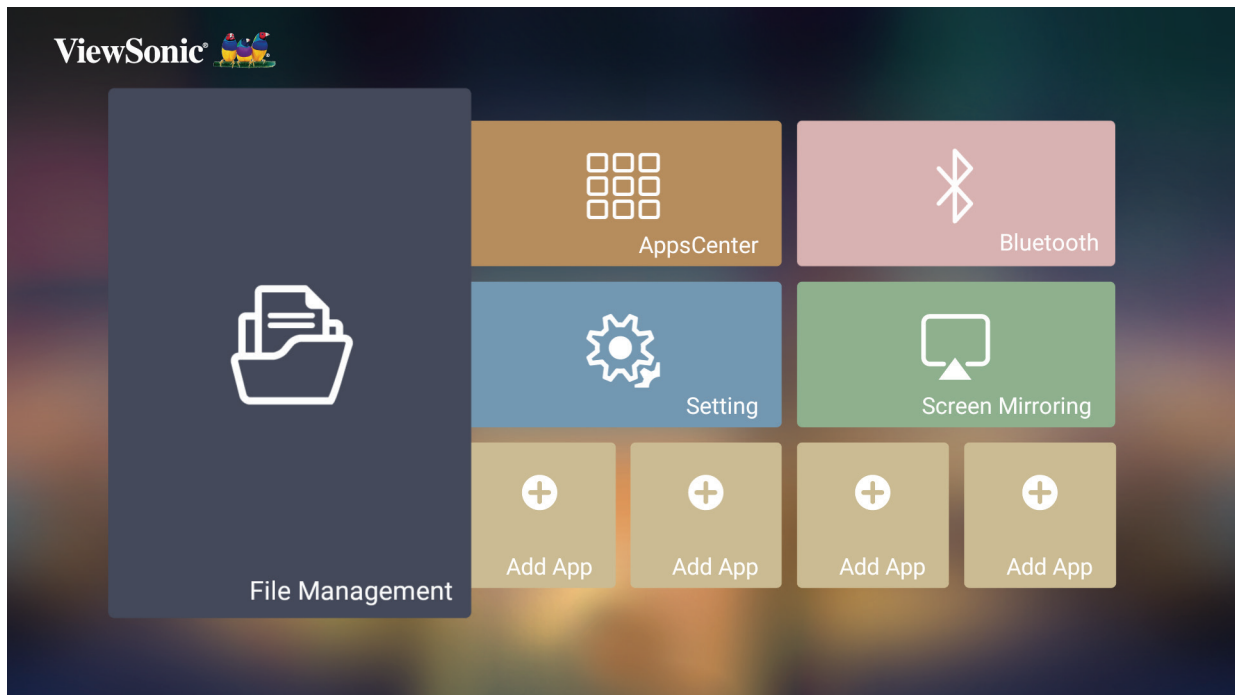 ViewSonic®
AppsCenter
Bluetooth
Setting
Screen Mirroring
Add App
Add App
Add App
Add App
File Management